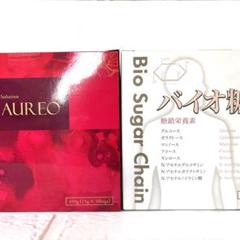 Solution
AUREO
Bio Sugar Chain
バイオ糖
糖鎖栄養素
グルコース
ガラクトース
マンノース
フコース
キシロース
N-アセチルグルコサミン
N-アセチルガラクトサミン
N-アセチルノイラミン酸